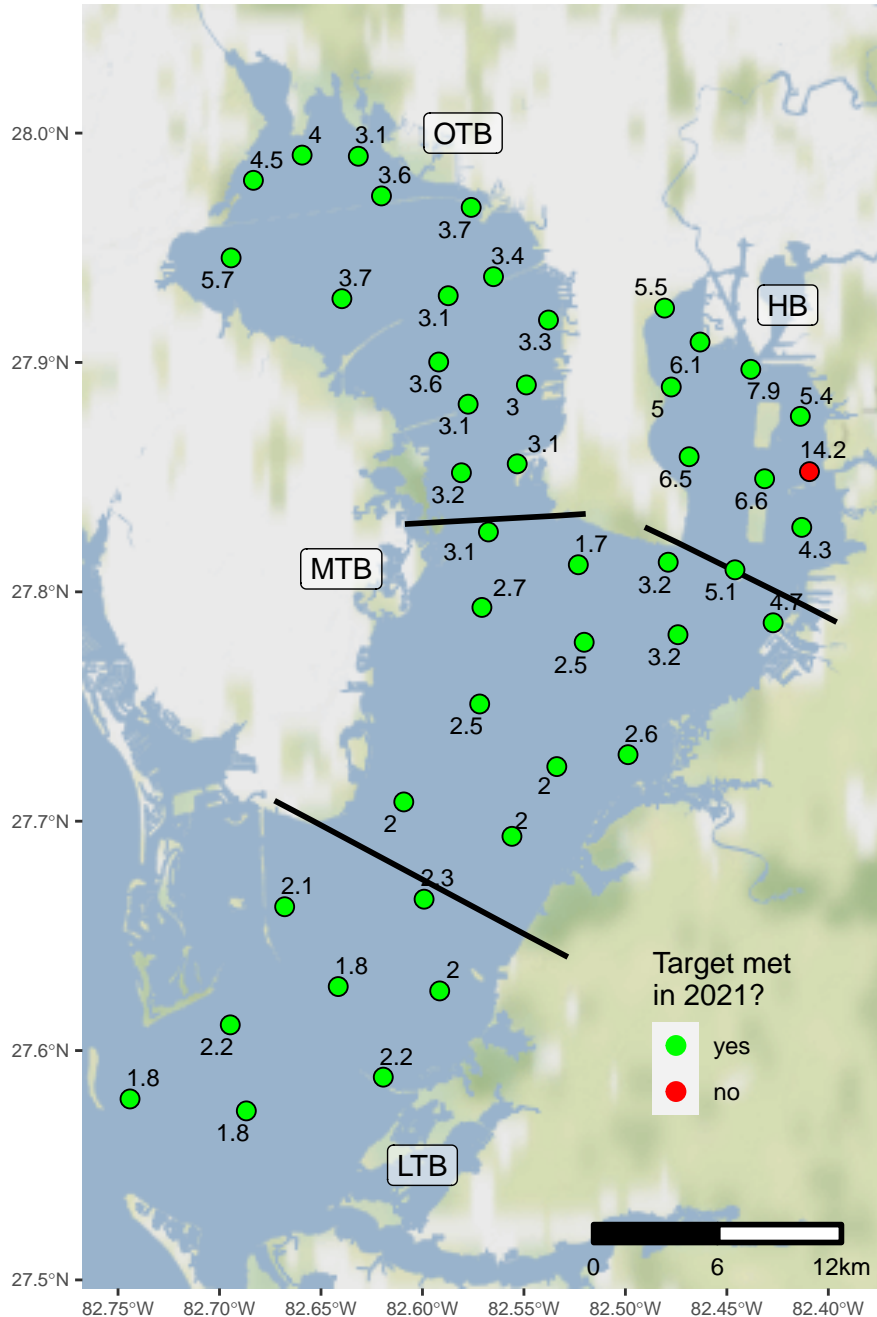 28.0°N
27.9°N
27.8°N
27.7°N
27.6°N
27.5°N
82.75°W
82.70°W
82.65°W
82.60°W
82.55°W
82.50°W
82.45°W
82.40°W
OTB
4
3.1
4.5
3.6
3.7
5.7
3.7
3.4
3.1
3.3
3.6
3
3.1
3.1
3.2
HB
5.5
6.1
7.9
5
5.4
14.2
6.5
6.6
4.3
5.1
MTB
3.1
1.7
3.2
2.7
4.7
2.5
3.2
2.5
2.6
2
2
2
2.3
2.1
1.8
2
2.2
2.2
1.8
1.8
LTB
Target met
in 2021?
yes
no
0
6
12km